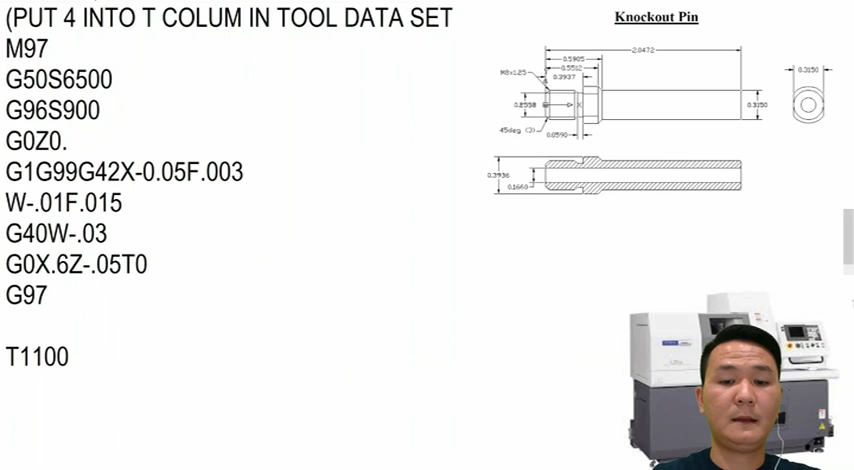 (PUT 4 INTO T COLUM IN TOOL DATA SET
M97
G50S6500
G96S900
G0Z0.
G1G99G42X-0.05F.003
W-.01F.015
G40W-.03
G0X.6Z-.05T0
G97
T1100
Knockout Pin
2.0472
0.5905
0.5512
0.3937
M8x1.25
0.2558
X
45deg (3)
0.0590
0.3150
0.3150
0.3936
0.1660